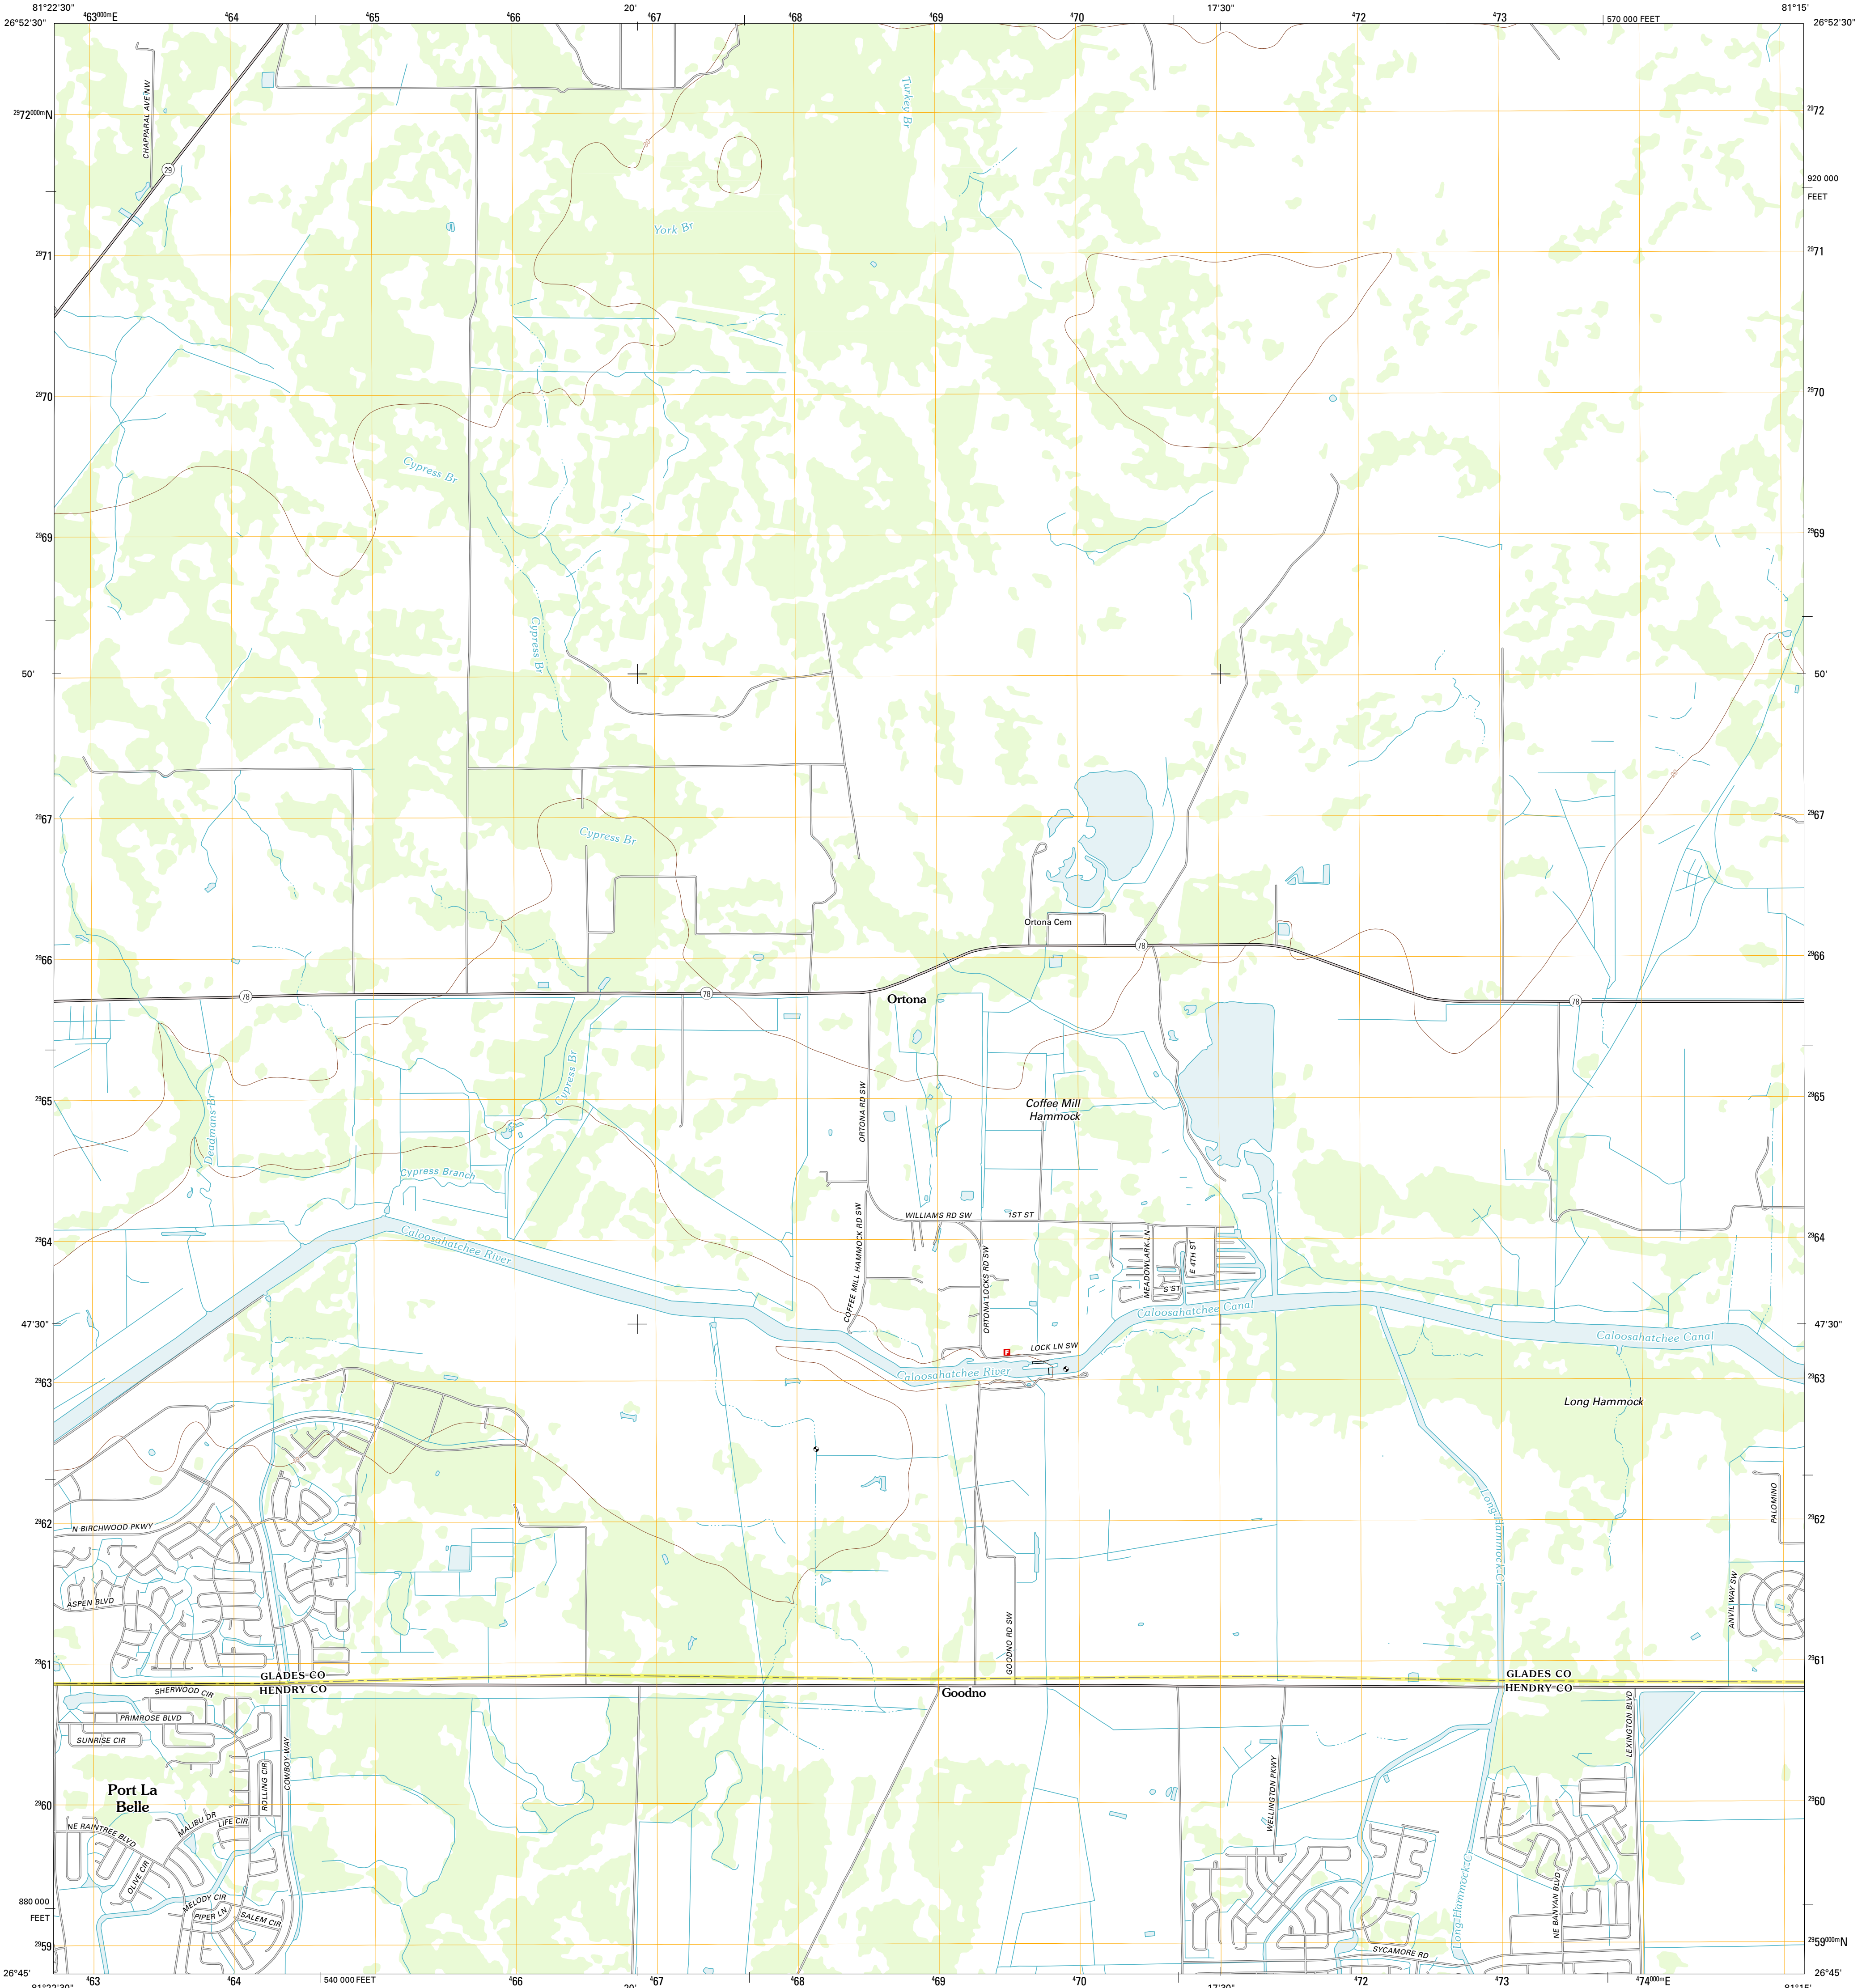 81°22'30"
⁴63000mE
⁴64
⁴65
⁴66
20'
⁴67
⁴68
⁴69
⁴70
17'30"
⁴72
⁴73
570 000 FEET
81°15'
26°52'30"
26°52'30"
CHAPPARAL AVE NW
Turkey Br
²⁹72000mN
²⁹72
29
920 000
FEET
York Br
²⁹71
²⁹71
²⁹70
²⁹70
Cypress Br
²⁹69
²⁹69
Cypress Br
50'
50'
²⁹67
Cypress Br
²⁹67
Ortona Cem
78
²⁹66
²⁹66
78
78
Ortona
78
Cypress Br
²⁹65
Deadmans Br
ORTONA RD SW
Coffee Mill
Hammock
²⁹65
Cypress Branch
WILLIAMS RD SW
1ST ST
²⁹64
Caloosahatchee River
COFFEE MILL HAMMOCK RD SW
ORTONA LOCKS RD SW
MEADOWLARK LN
E 4TH ST
S ST
²⁹64
Caloosahatchee Canal
47'30"
Caloosahatchee Canal
47'30"
LOCK LN SW
Caloosahatchee River
²⁹63
²⁹63
Long Hammock
N BIRCHWOOD PKWY
²⁹62
Long Hammock Cr
PALOMINO
²⁹62
ASPEN BLVD
ANVIL WAY SW
GOODNO RD SW
²⁹61
²⁹61
GLADES CO
HENDRY CO
GLADES CO
HENDRY CO
SHERWOOD CIR
Goodno
PRIMROSE BLVD
SUNRISE CIR
COWBOY WAY
LEXINGTON BLVD
Port La
Belle
ROLLING CIR
WELLINGTON PKWY
²⁹60
²⁹60
NE RAINTREE BLVD
MALIBU DR
LIFE CIR
OLIVE CIR
MELODY CIR
PIPER LN
SALEM CIR
880 000
FEET
Long Hammock Cr
NE BANYAN BLVD
²⁹59
SYCAMORE RD
²⁹59000mN
26°45'
26°45'
⁴63
⁴64
540 000 FEET
⁴66
⁴67
⁴68
⁴69
⁴70
⁴72
⁴73
⁴74000mE
81°22'30"
20'
17'30"
81°15'